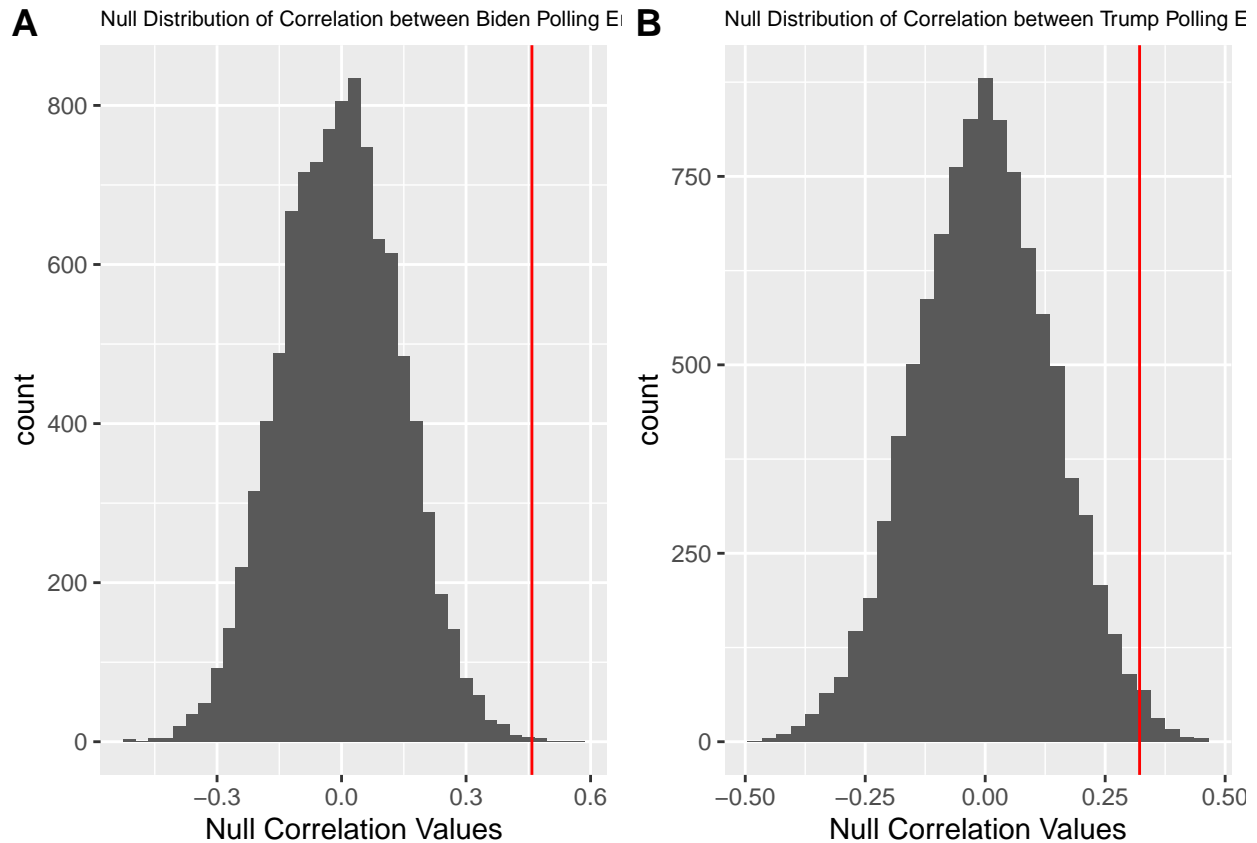 A
Null Distribution of Correlation between Biden Polling
800
600
400
200
0
count
−0.3 0.0 0.3 0.6
Null Correlation Values
B
Null Distribution of Correlation between Trump Polling E
750
500
250
0
count
−0.50 −0.25 0.00 0.25 0.50
Null Correlation Values